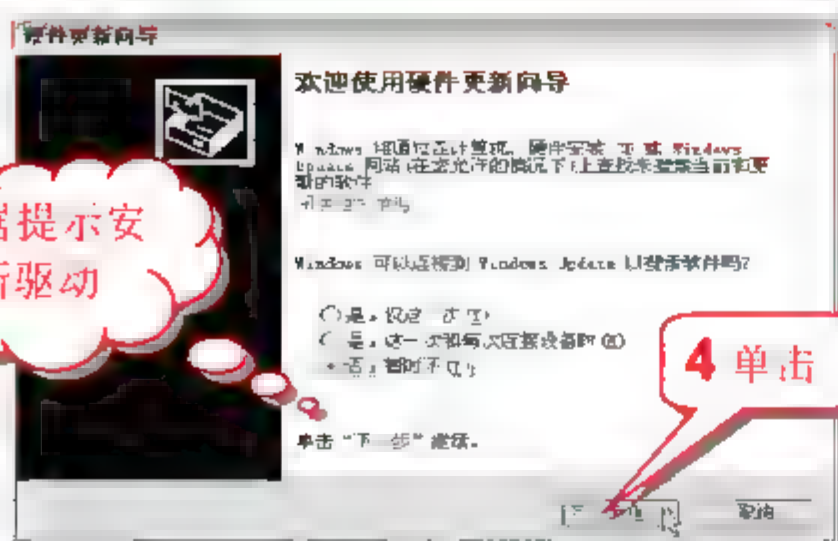 硬件更新向导
欢迎使用硬件更新向导
Windows 将通过在计算机、硬件安装 或 Windows
Update 网站(在您允许的情况下)上查找来搜索当前和更
新的软件
Windows 可以连接到 Windows Update 以搜索软件吗?
是,仅这一次(Y)
是,这一次和每次连接设备时(E)
否,暂时不(T)
单击“下一步”继续。
取消
提示安
驱动
4 单击